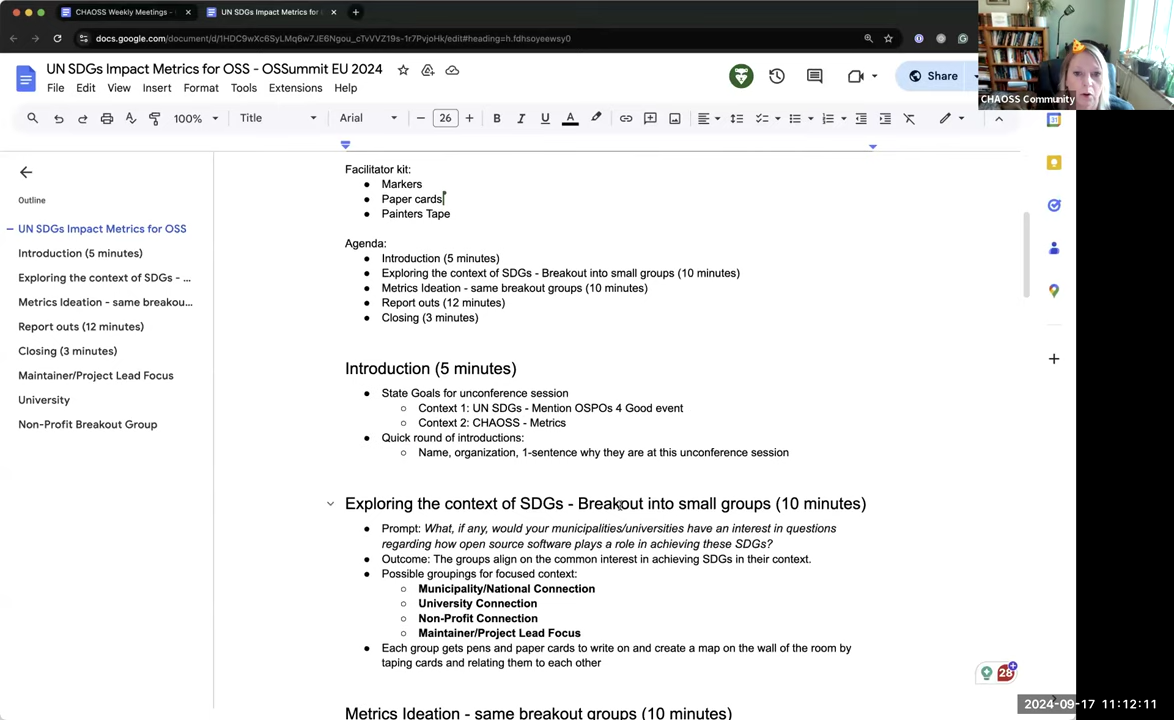 CHAOSS Weekly Meetings -
UN SDGs Impact Metrics for
docs.google.com/document/d/1HDC9wXc6SyLMq6w7JE6Ngou_cTvVVZ19s-1r7PvjoHk/edit#heading=h.fdhsoyeewsy0
UN SDGs Impact Metrics for OSS - OSSummit EU 2024
File Edit View Insert Format Tools Extensions Help
Share
CHAOSS Community
100% Title Arial 26 B I U A
31
Outline
UN SDGs Impact Metrics for OSS
Introduction (5 minutes)
Exploring the context of SDGs - ...
Metrics Ideation - same breakou...
Report outs (12 minutes)
Closing (3 minutes)
Maintainer/Project Lead Focus
University
Non-Profit Breakout Group
Facilitator kit:
Markers
Paper cards
Painters Tape
Agenda:
Introduction (5 minutes)
Exploring the context of SDGs - Breakout into small groups (10 minutes)
Metrics Ideation - same breakout groups (10 minutes)
Report outs (12 minutes)
Closing (3 minutes)
Introduction (5 minutes)
State Goals for unconference session
Context 1: UN SDGs - Mention OSPOs 4 Good event
Context 2: CHAOSS - Metrics
Quick round of introductions:
Name, organization, 1-sentence why they are at this unconference session
Exploring the context of SDGs - Breakout into small groups (10 minutes)
Prompt: What, if any, would your municipalities/universities have an interest in questions
regarding how open source software plays a role in achieving these SDGs?
Outcome: The groups align on the common interest in achieving SDGs in their context.
Possible groupings for focused context:
Municipality/National Connection
University Connection
Non-Profit Connection
Maintainer/Project Lead Focus
Each group gets pens and paper cards to write on and create a map on the wall of the room by
taping cards and relating them to each other
Metrics Ideation - same breakout groups (10 minutes)
28
2024-09-17 11:12:11